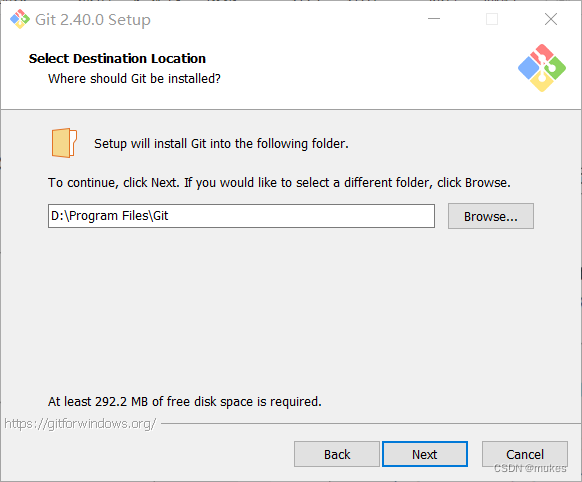 Git 2.40.0 Setup
Select Destination Location
Where should Git be installed?
Setup will install Git into the following folder.
To continue, click Next. If you would like to select a different folder, click Browse.
D:\Program Files\Git
Browse...
At least 292.2 MB of free disk space is required.
https://gitforwindows.org/
Back
Next
Cancel
CSDN @mukes